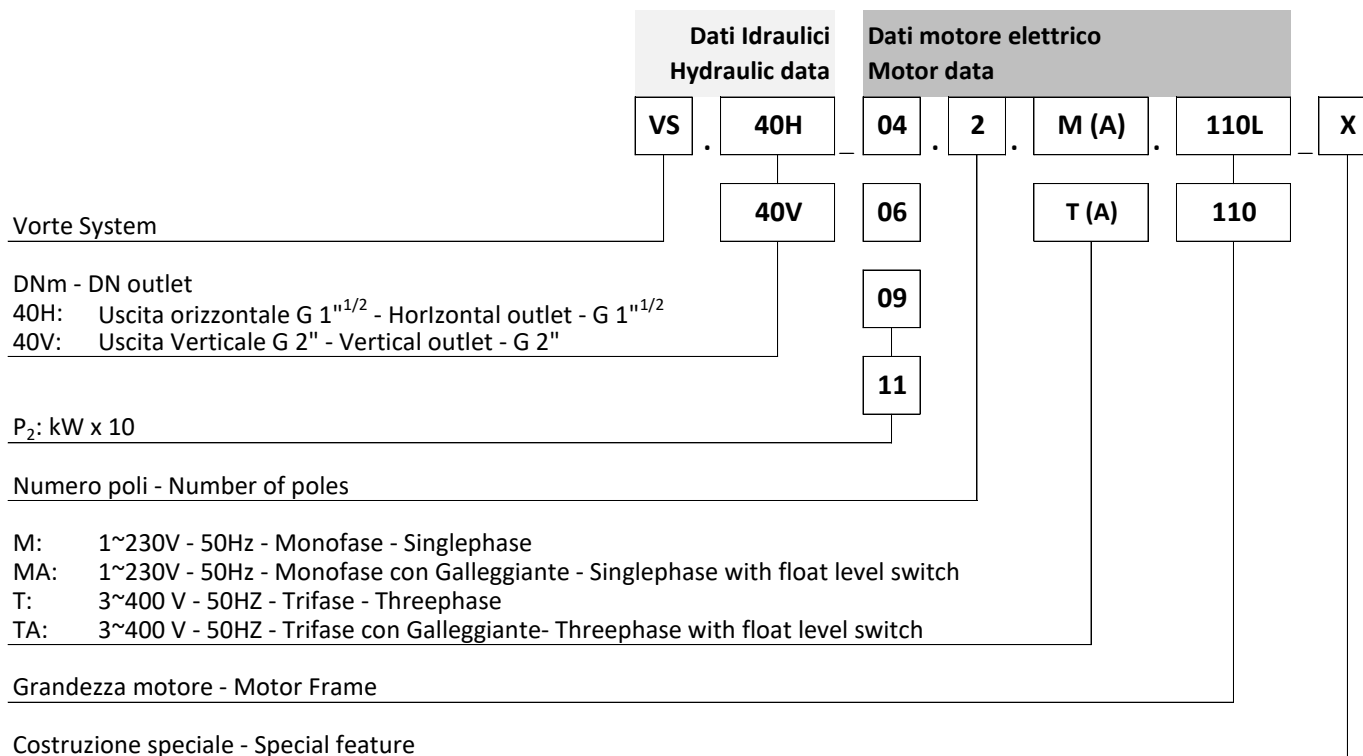 Dati Idraulici Dati motore elettrico
Hydraulic data Motor data
VS . 40H _ 04 . 2 . M (A) . 110L _ X
40V 06 T (A) 110
Vorte System
DNm - DN outlet
40H: Uscita orizzontale G 1"1/2 - HorIzontal outlet - G 1"1/2
09
40V: Uscita Verticale G 2" - Vertical outlet - G 2"
11
P2: kW x 10
Numero poli - Number of poles
M: 1~230V - 50Hz - Monofase - Singlephase
MA: 1~230V - 50Hz - Monofase con Galleggiante - Singlephase with float level switch
T: 3~400 V - 50HZ - Trifase - Threephase
TA: 3~400 V - 50HZ - Trifase con Galleggiante- Threephase with float level switch
Grandezza motore - Motor Frame
Costruzione speciale - Special feature